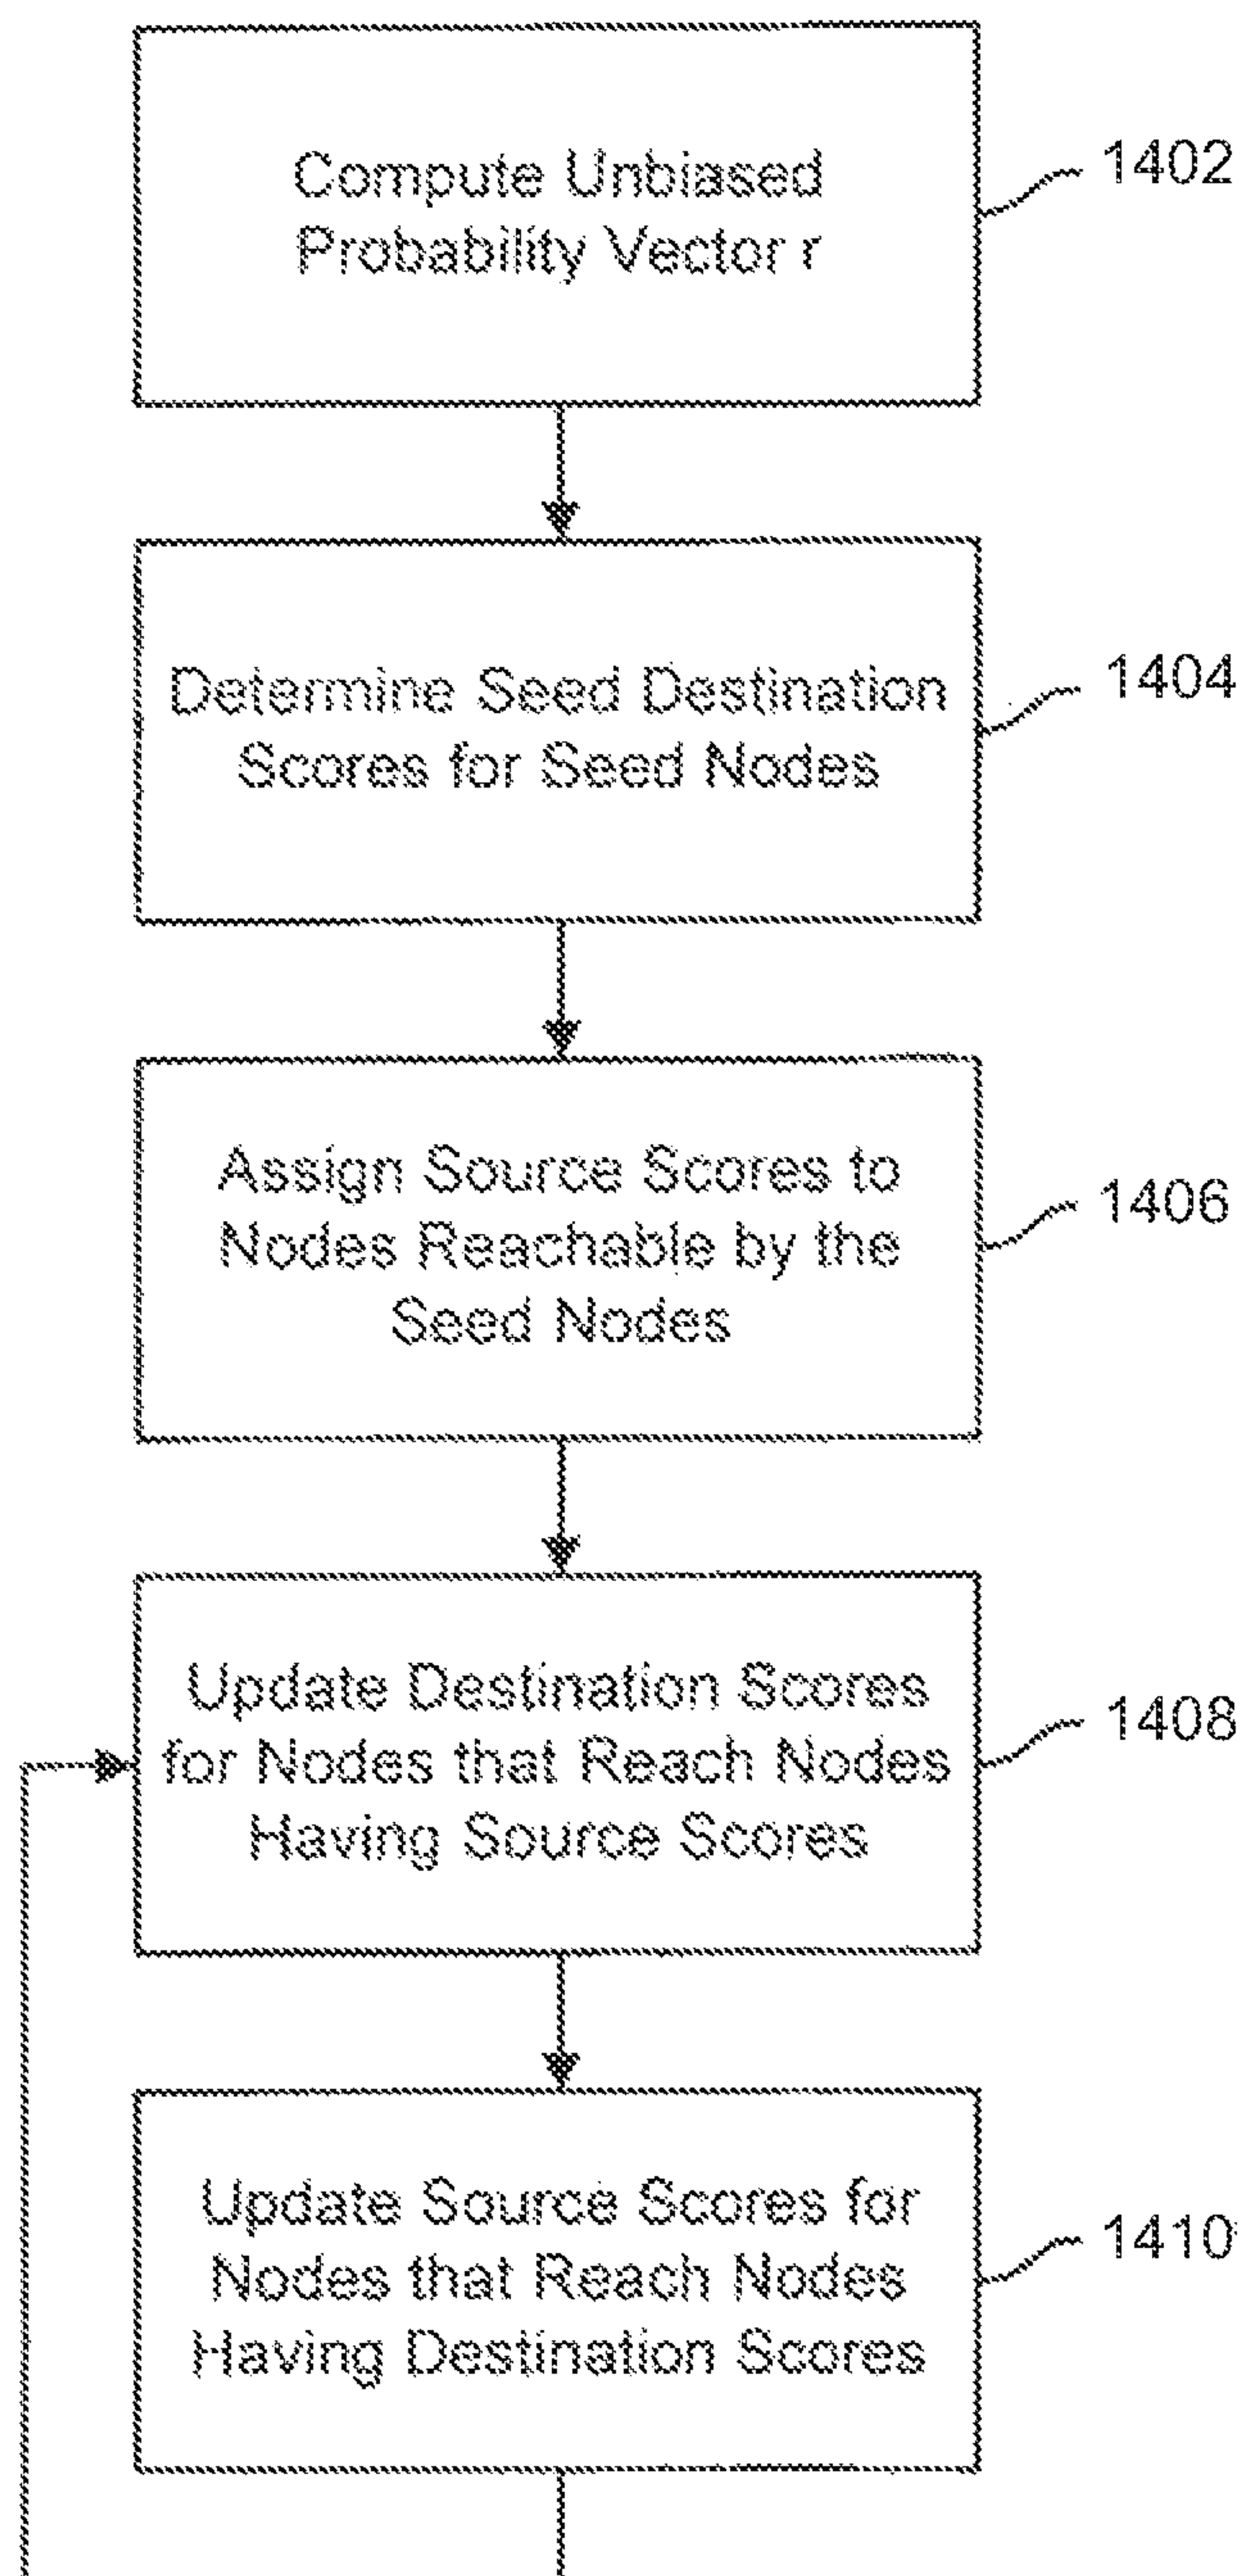 Compute Unbiased
Probability Vector r
1402
Determine Seed Destination
Scores for Seed Nodes
1404
Assign Source Scores to
Nodes Reachable by the
Seed Nodes
1406
Update Destination Scores
for Nodes that Reach Nodes
Having Source Scores
1408
Update Source Scores for
Nodes that Reach Nodes
Having Destination Scores
1410